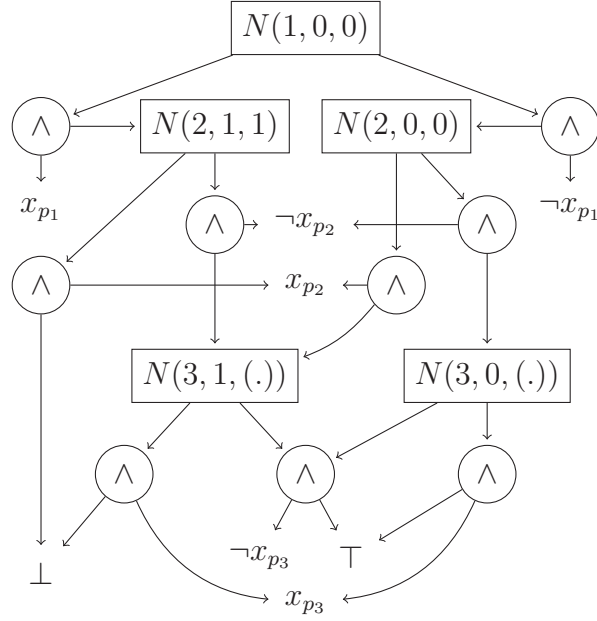 N(1, 0, 0)
∧ N(2, 1, 1) N(2, 0, 0) ∧
x_{p_1} ¬x_{p_1}
∧ ¬x_{p_2} ∧
∧ x_{p_2} ∧
N(3, 1, (.)) N(3, 0, (.))
∧ ∧ ∧
¬x_{p_3} ⊤
⊥
x_{p_3}